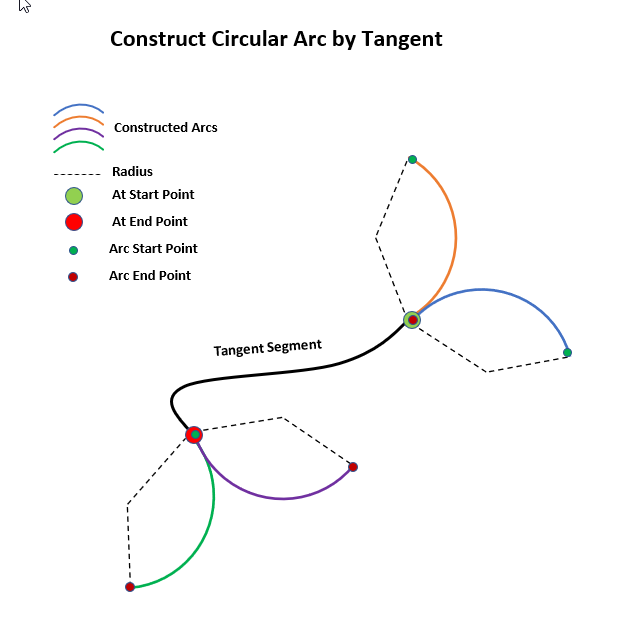 Construct Circular Arc by Tangent
Constructed Arcs
Radius
At Start Point
At End Point
Arc Start Point
Arc End Point
Tangent Segment